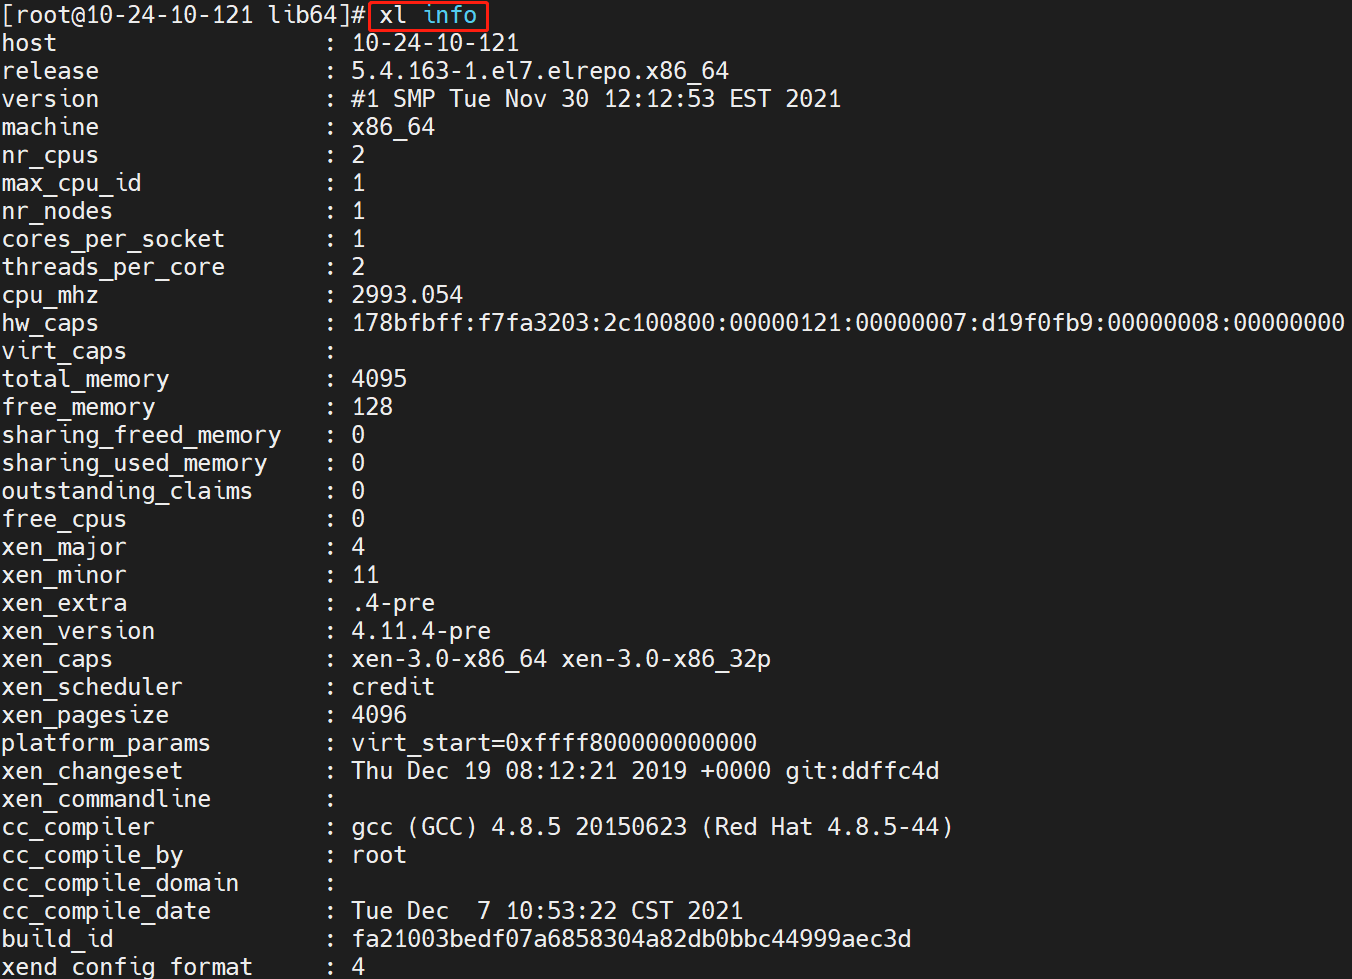 [root@10-24-10-121 lib64]# xl info
host                   : 10-24-10-121
release                : 5.4.163-1.el7.elrepo.x86_64
version                : #1 SMP Tue Nov 30 12:12:53 EST 2021
machine                : x86_64
nr_cpus                : 2
max_cpu_id             : 1
nr_nodes               : 1
cores_per_socket       : 1
threads_per_core       : 2
cpu_mhz                : 2993.054
hw_caps                : 178bfbff:f7fa3203:2c100800:00000121:00000007:d19f0fb9:00000008:00000000
virt_caps              :
total_memory           : 4095
free_memory            : 128
sharing_freed_memory   : 0
sharing_used_memory    : 0
outstanding_claims     : 0
free_cpus              : 0
xen_major              : 4
xen_minor              : 11
xen_extra              : .4-pre
xen_version            : 4.11.4-pre
xen_caps               : xen-3.0-x86_64 xen-3.0-x86_32p
xen_scheduler          : credit
xen_pagesize           : 4096
platform_params        : virt_start=0xffff800000000000
xen_changeset          : Thu Dec 19 08:12:21 2019 +0000 git:ddffc4d
xen_commandline        :
cc_compiler            : gcc (GCC) 4.8.5 20150623 (Red Hat 4.8.5-44)
cc_compile_by          : root
cc_compile_domain      :
cc_compile_date        : Tue Dec  7 10:53:22 CST 2021
build_id               : fa21003bedf07a6858304a82db0bbc44999aec3d
xend_config_format     : 4